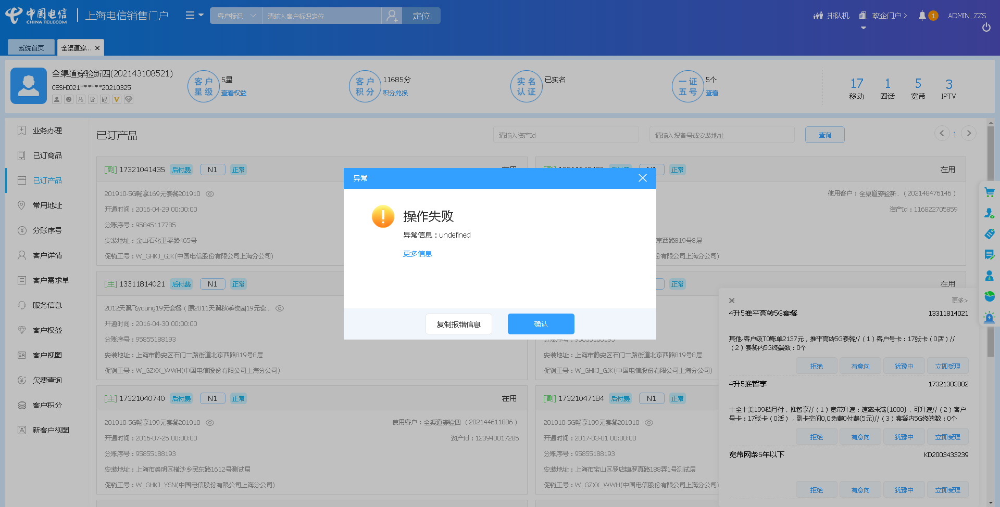 中国电信
CHINA TELECOM
上海电信销售门户
客户标识
请输入客户标识定位
定位
排队机
政企门户
1
ADMIN_ZZS
系统首页
全渠道穿...
全渠道穿验新四(202143108521)
CESHI021******20210325
客户星级
5星
查看权益
客户积分
11685分
积分兑换
实名认证
已实名
一证五号
5个
查看
17
移动
1
固话
5
宽带
3
IPTV
业务办理
已订商品
已订产品
常用地址
分账序号
客户详情
客户需求单
服务信息
客户权益
客户视图
欠费查询
客户积分
新客户视图
已订产品
请输入资产Id
请输入设备号或安装地址
查询
1
[副] 17321041435 后付费 N1 正常
201910-5G畅享169元套餐201910
开通时间：2016-04-29 00:00:00
分账序号：95845117785
安装地址：金山石化卫零路465号
促销工号：W_GHKJ_GJK(中国电信股份有限公司上海分公司)
正常 在用
使用客户：全渠道穿验新..（202148476146）
资产Id：116822705859
京西路819号8层
份有限公司上海分公司)
[主] 13311814021 后付费 N1 正常
2012天翼飞young19元套餐（原2011天翼秋季校园19元套...
开通时间：2016-04-30 00:00:00
分账序号：95855188193
安装地址：上海市静安区石门二路街道北京西路819号8层
促销工号：W_GZXX_WWH(中国电信股份有限公司上海分公司)
正常 在用
安装地址：上海市静安区石门二路街道北京西路819号8层
促销工号：W_GHKJ_GJK(中国电信股份有限公司上海分公司)
[主] 17321040740 后付费 N1 正常 在用
201910-5G畅享199元套餐201910
使用客户：全渠道穿验四（202144611806）
开通时间：2016-07-25 00:00:00
资产Id：123940017285
分账序号：95855188193
安装地址：上海市崇明区横沙乡民东路1612号测试层
促销工号：W_GHKJ_YSN(中国电信股份有限公司上海分公司)
[副] 17321047184 后付费 N1 正常
201910-5G畅享199元套餐201910
开通时间：2017-03-01 00:00:00
分账序号：95855188193
安装地址：上海市宝山区罗店镇罗真路188弄1号测试层
促销工号：W_GZXX_WWH(中国电信股份有限公司上海分公司)
异常
操作失败
异常信息：undefined
更多信息
复制报错信息
确认
更多>
4升5推平高转5G套餐
13311814021
其他-客户级T0账单2137元，推平高转5G套餐//（1）客户号卡：17张卡（0活）//
（2）套餐内5G终端数：0个
拒绝 有意向 犹豫中 立即受理
4升5推智享
17321303002
十全十美199档月付，推智享//（1）宽带升速：速率未满{1000}，可升速//（2）客户
号卡：17张卡（0活），副卡空间0,0免费0付费(5元)//（3）套餐内5G终端数：0个
拒绝 有意向 犹豫中 立即受理
宽带网龄5年以下
KD2003433239
拒绝 有意向 犹豫中 立即受理